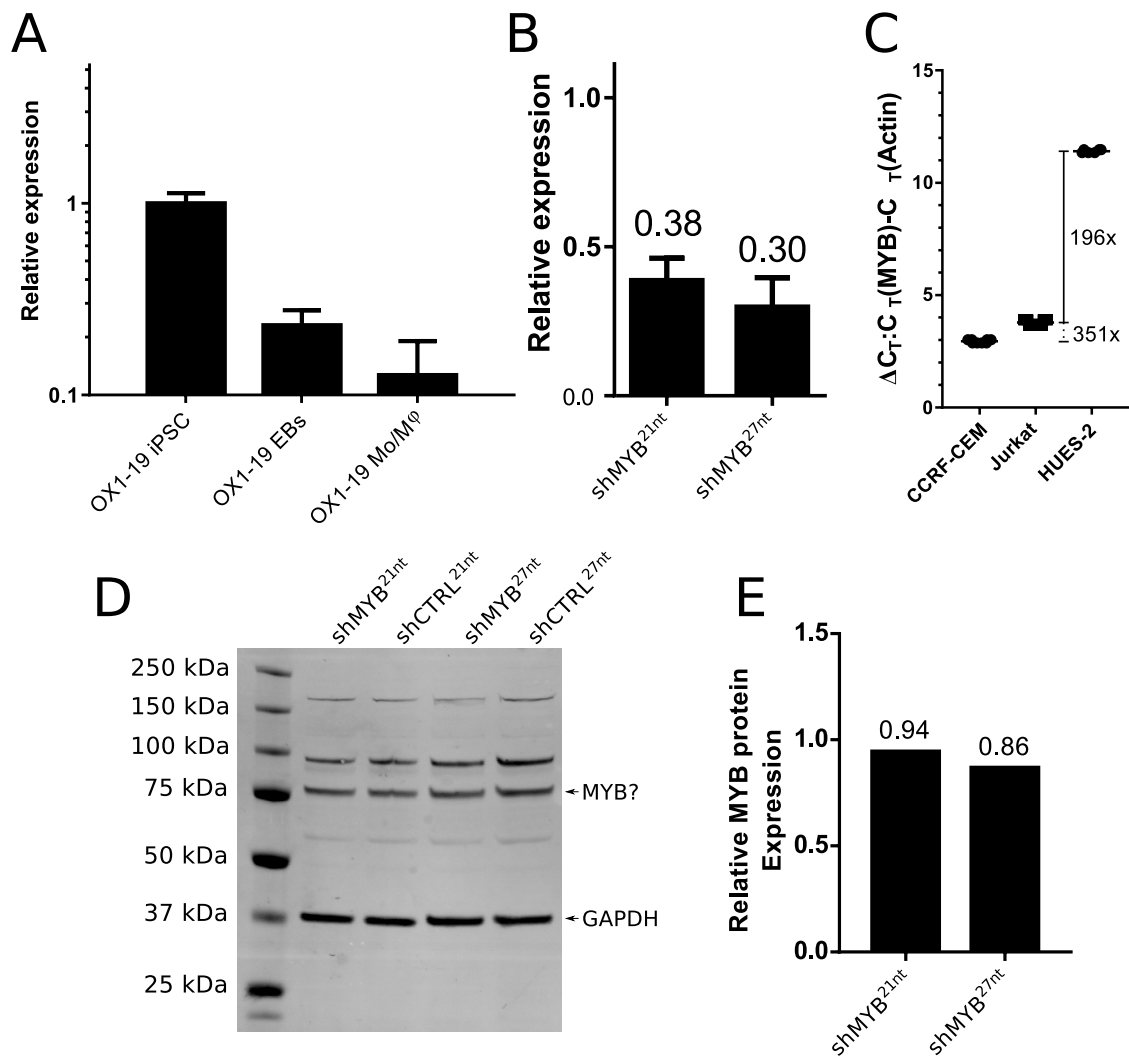 A
Relative expression
1
0.1
OX1-19 iPSC
OX1-19 EBs
OX1-19 Mo/Mφ
B
Relative expression
1.0
0.5
0.0
0.38
0.30
shMYB21nt
shMYB27nt
C
ΔCT:CT(MYB)-C T(Actin)
15
10
5
0
196x
351x
CCRF-CEM
Jurkat
HUES-2
D
shMYB21nt
shCTRL21nt
shMYB27nt
shCTRL27nt
250 kDa
150 kDa
100 kDa
75 kDa
50 kDa
37 kDa
25 kDa
MYB?
GAPDH
E
Relative MYB protein
Expression
1.5
1.0
0.5
0.0
0.94
0.86
shMYB21nt
shMYB27nt